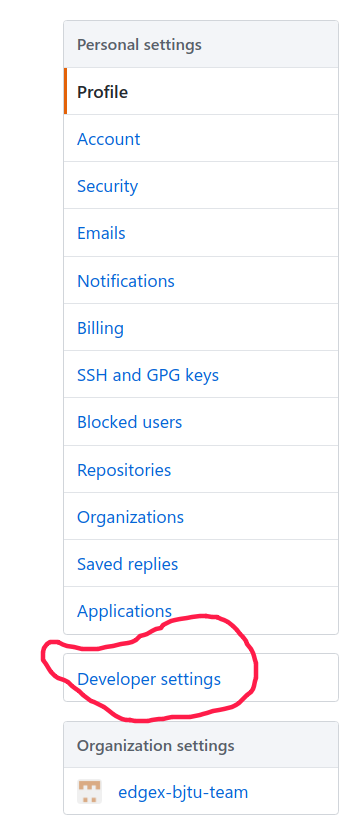 Personal settings
Profile
Account
Security
Emails
Notifications
Billing
SSH and GPG keys
Blocked users
Repositories
Organizations
Saved replies
Applications
Developer settings
Organization settings
edgex-bjtu-team